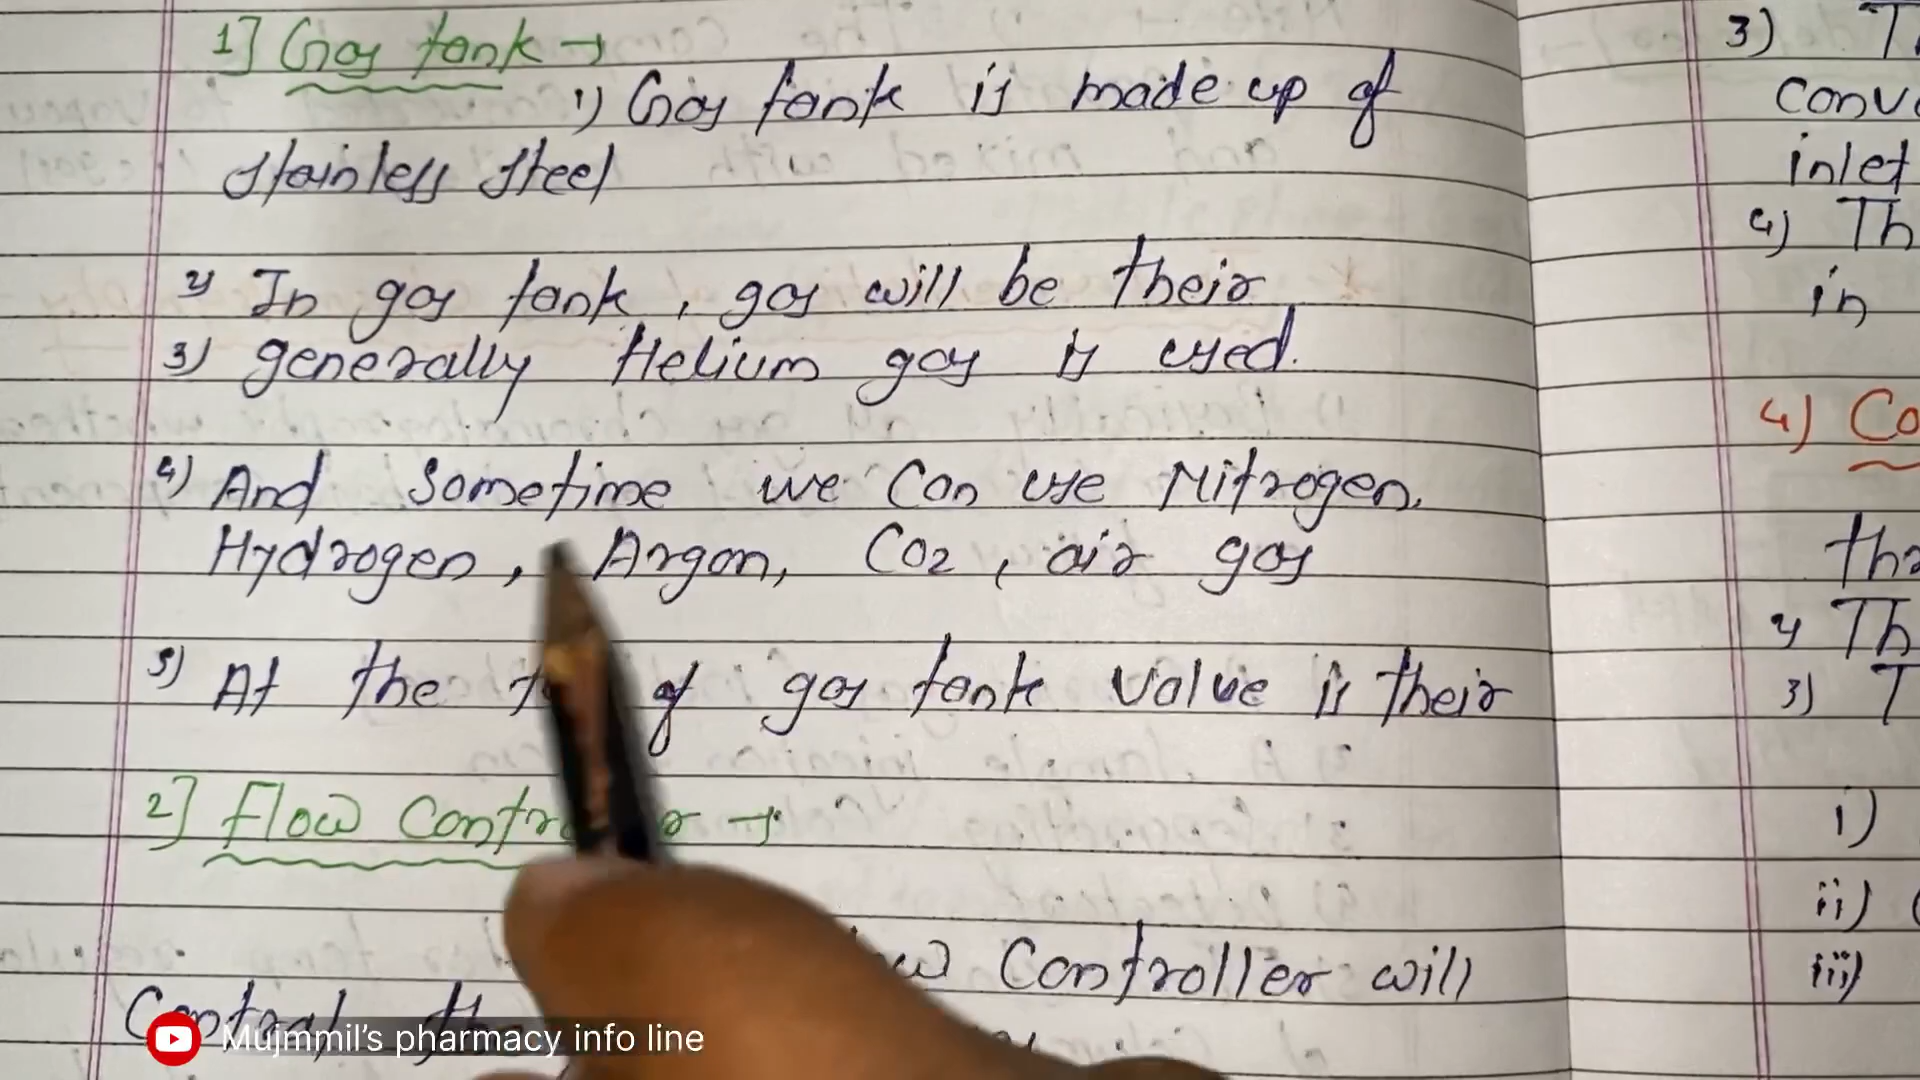 1] Gas tank →
1) Gas tank is made up of
Stainless steel
2) In gas tank, gas will be their
3) generally Helium gas is used.
4) And Sometime we Can use Nitrogen,
Hydrogen, Argon, CO2, air gas
5) At the of gas tank valve is their
2] Flow Controller →
Controller will
Control the
3)
inlet
4) Th
in
4) Co
2) Th
3) T
i)
ii)
iii)
Mujmmil's pharmacy info line